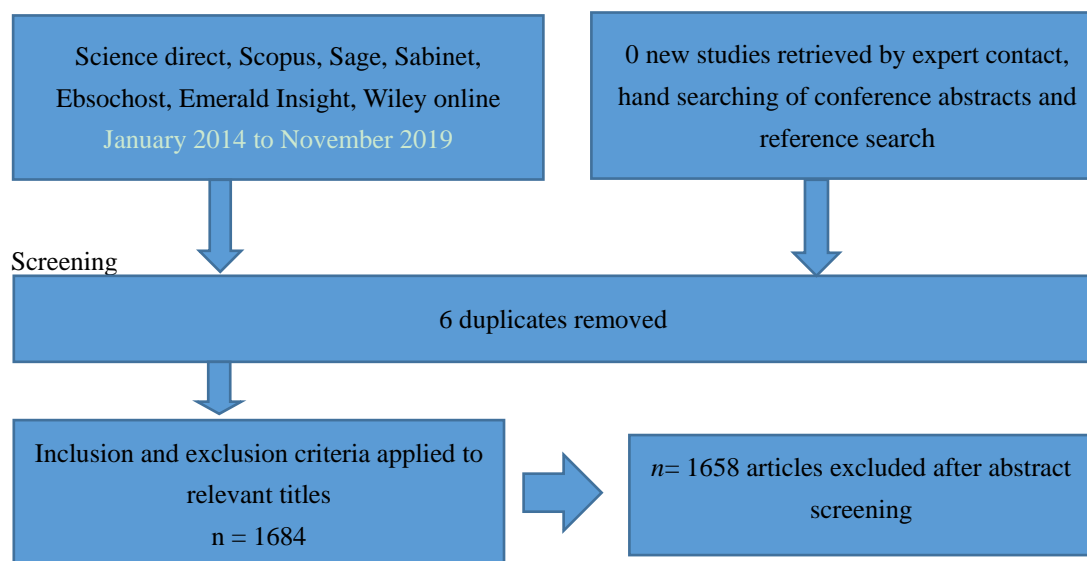 Science direct, Scopus, Sage, Sabinet,
Ebsochost, Emerald Insight, Wiley online
January 2014 to November 2019
0 new studies retrieved by expert contact,
hand searching of conference abstracts and
reference search
Screening
6 duplicates removed
Inclusion and exclusion criteria applied to
relevant titles
n = 1684
n= 1658 articles excluded after abstract
screening